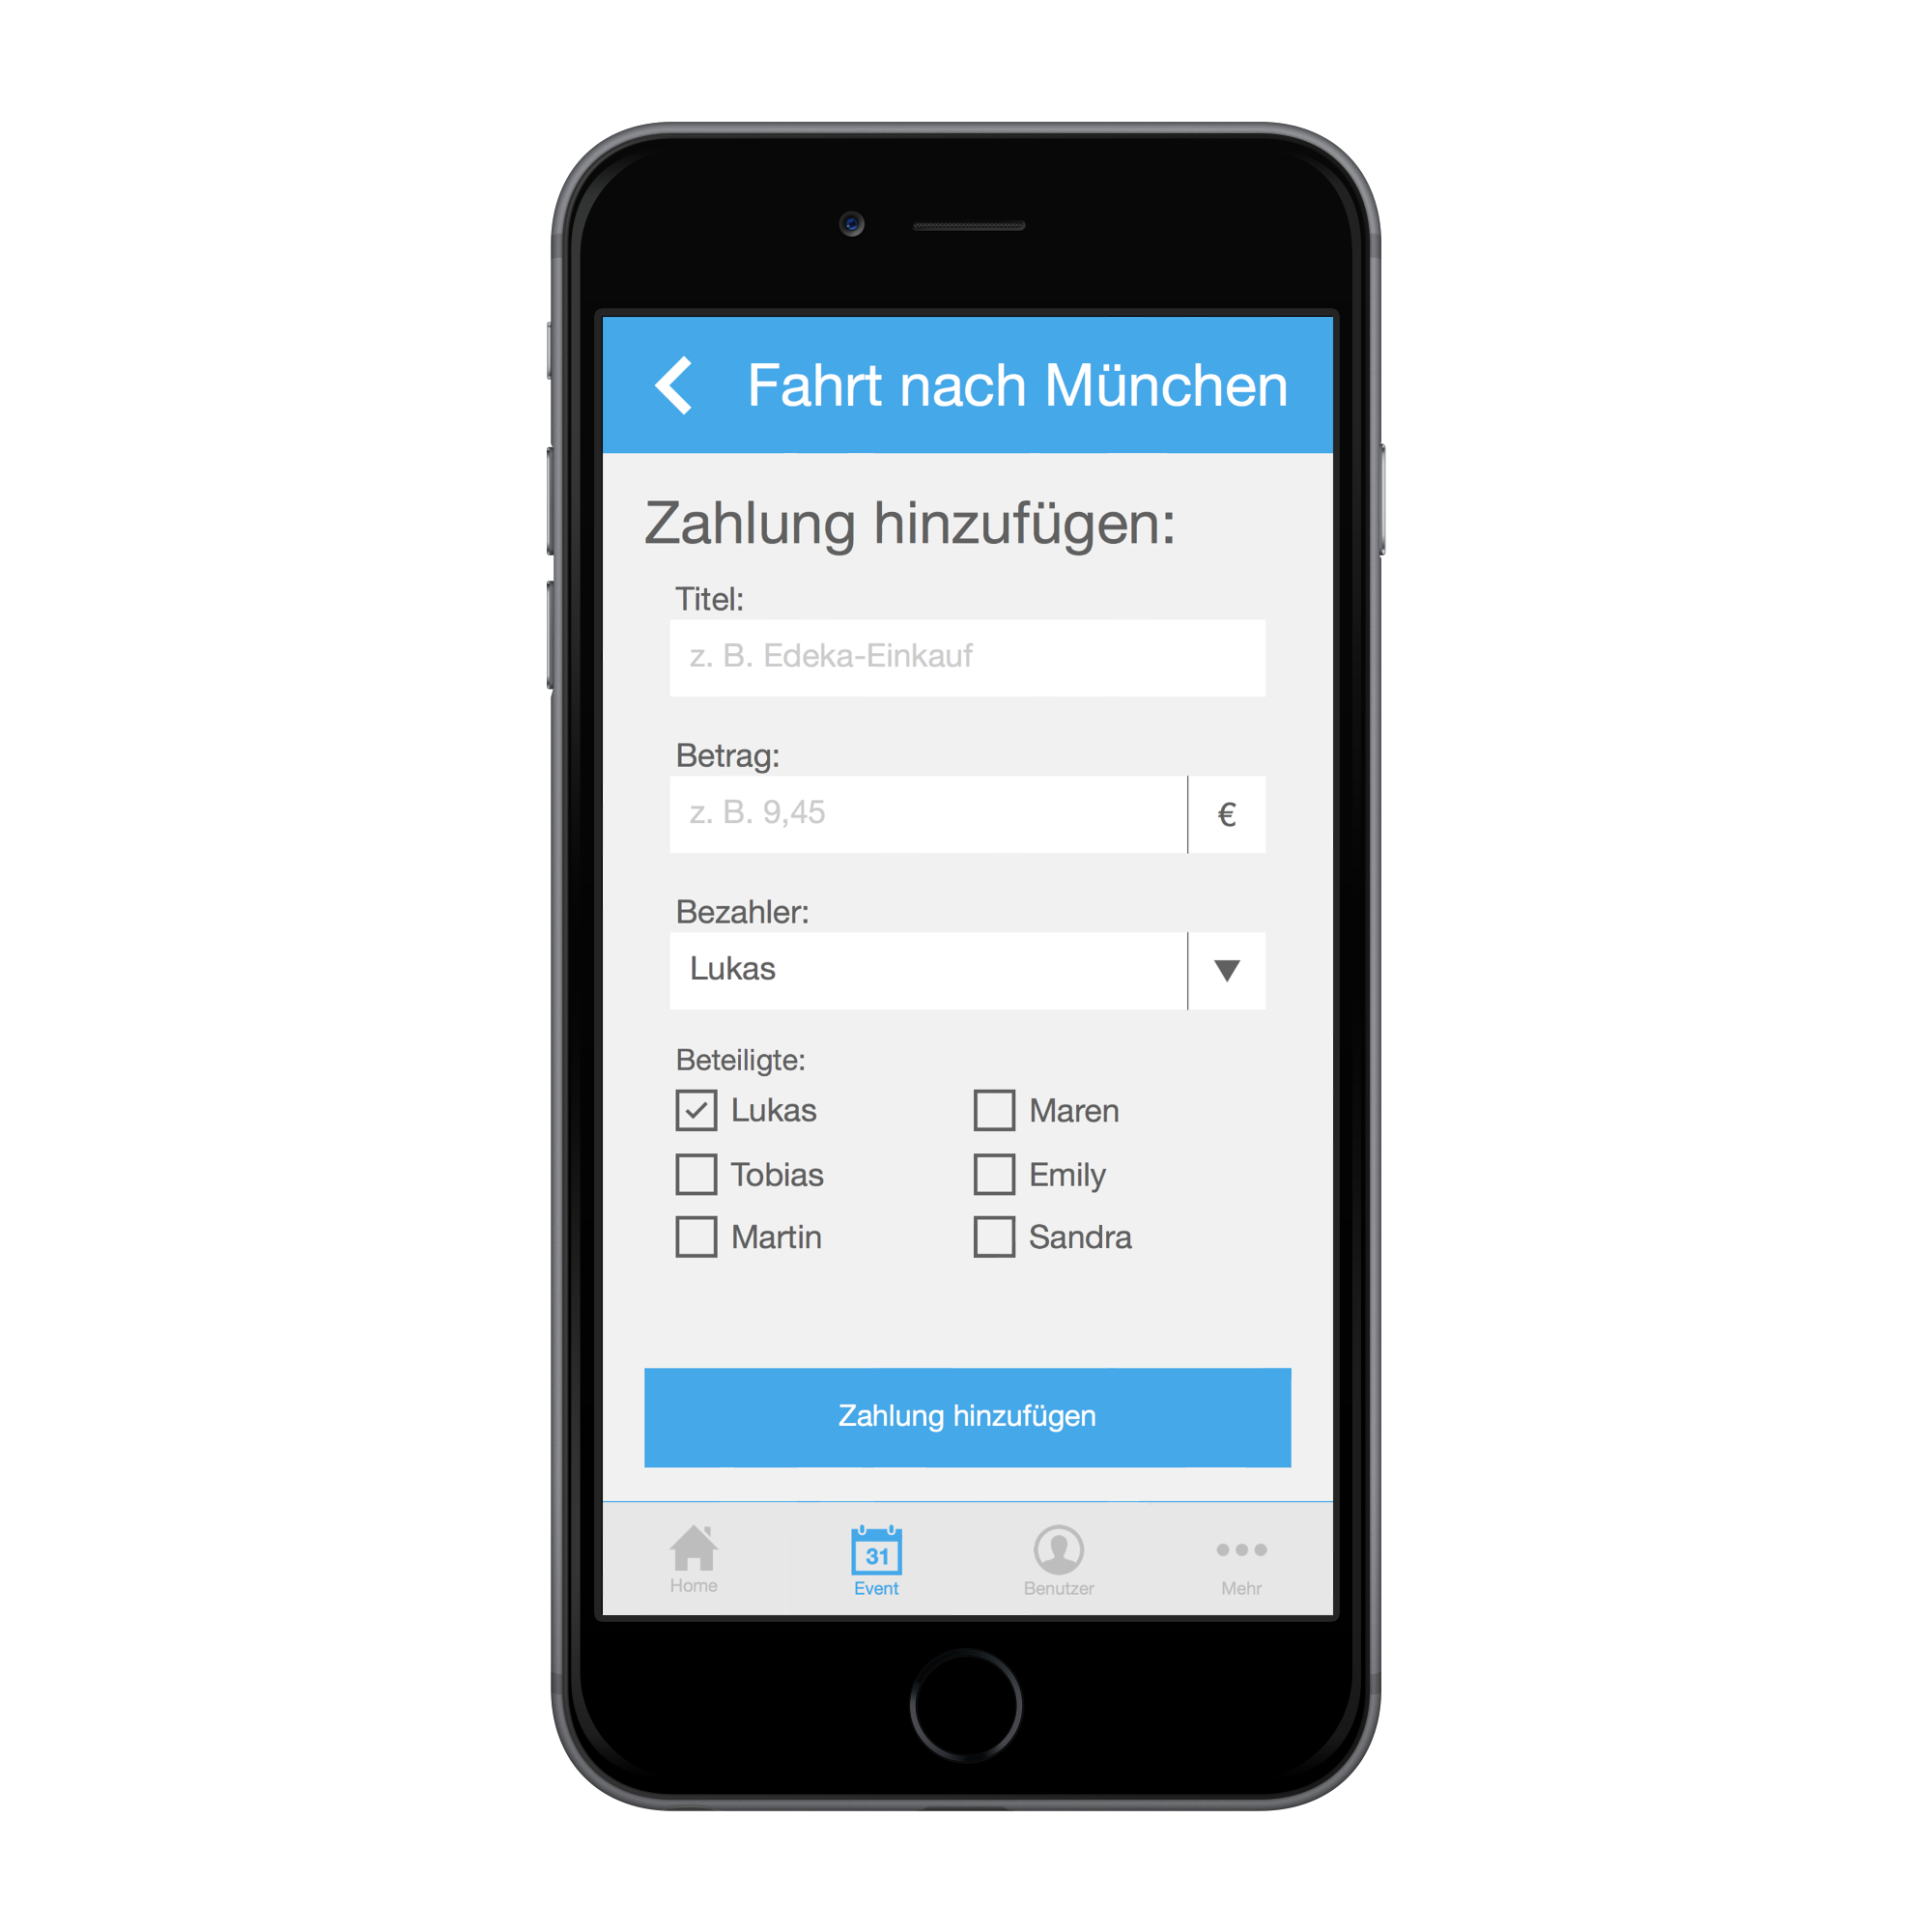 Fahrt nach München
Zahlung hinzufügen:
Titel:
z. B. Edeka-Einkauf
Betrag:
z. B. 9,45 €
Bezahler:
Lukas
Beteiligte:
Lukas Maren
Tobias Emily
Martin Sandra
Zahlung hinzufügen
31
Home Event Benutzer Mehr